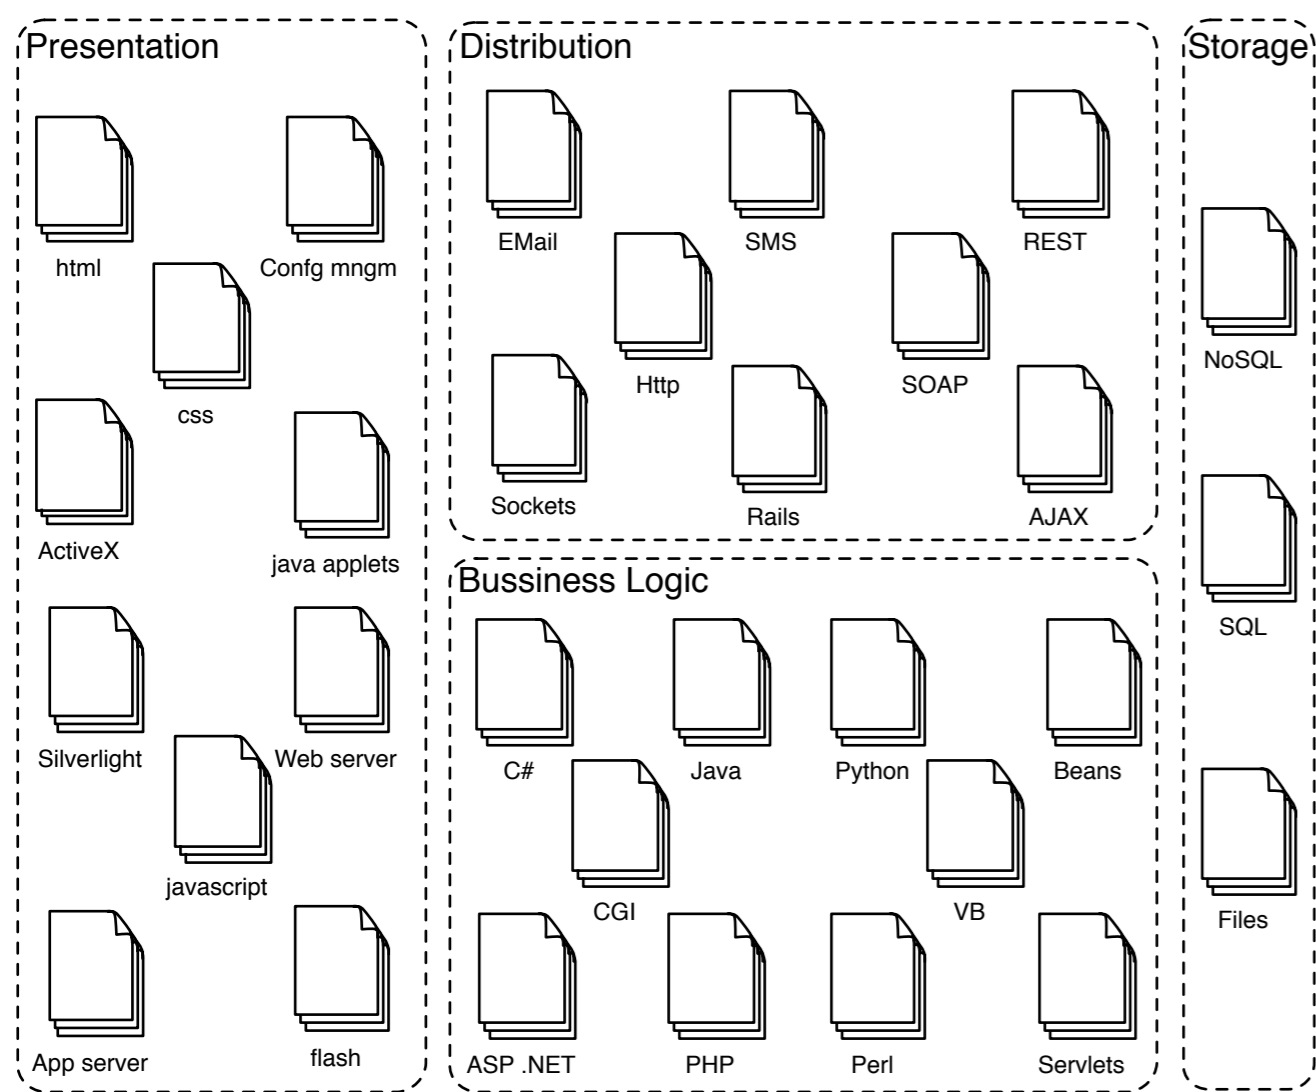 Presentation
html
Confg mngm
css
ActiveX
java applets
Silverlight
Web server
javascript
App server
flash
Distribution
EMail
SMS
REST
Http
SOAP
Sockets
Rails
AJAX
Bussiness Logic
C#
Java
Python
Beans
CGI
VB
ASP .NET
PHP
Perl
Servlets
Storage
NoSQL
SQL
Files